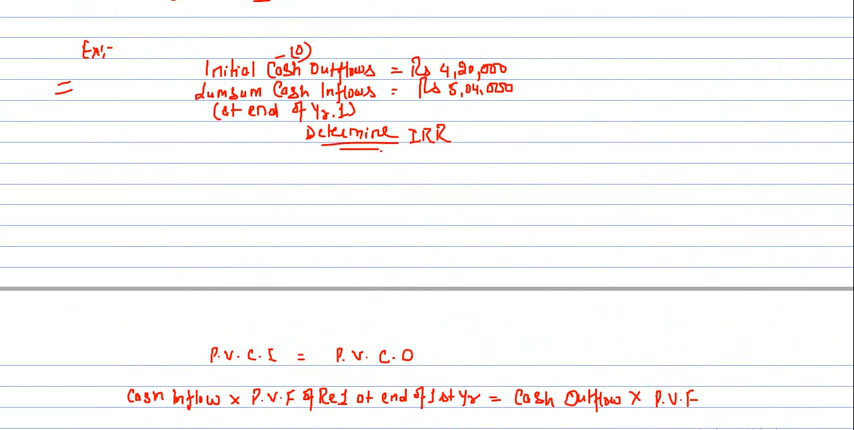 Ex:-
(0)
Initial Cash Outflows = Rs 4,20,000
Lumsum Cash Inflows = Rs 5,04,000
(at end of Yr.1)
Determine IRR
P.V.C.I = P.V.C.O
Cash Inflow × P.V.F of Re1 at end of 1st Yr = Cash Outflow × P.V.F